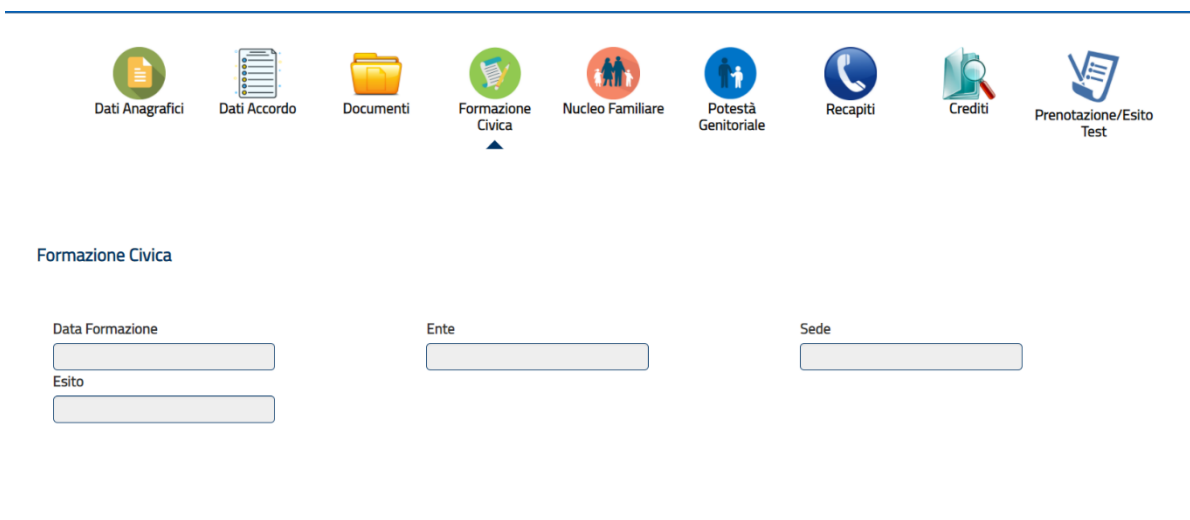 Dati Anagrafici
Dati Accordo
Documenti
Formazione
Civica
Nucleo Familiare
Potestà
Genitoriale
Recapiti
Crediti
Prenotazione/Esito
Test
Formazione Civica
Data Formazione
Ente
Sede
Esito